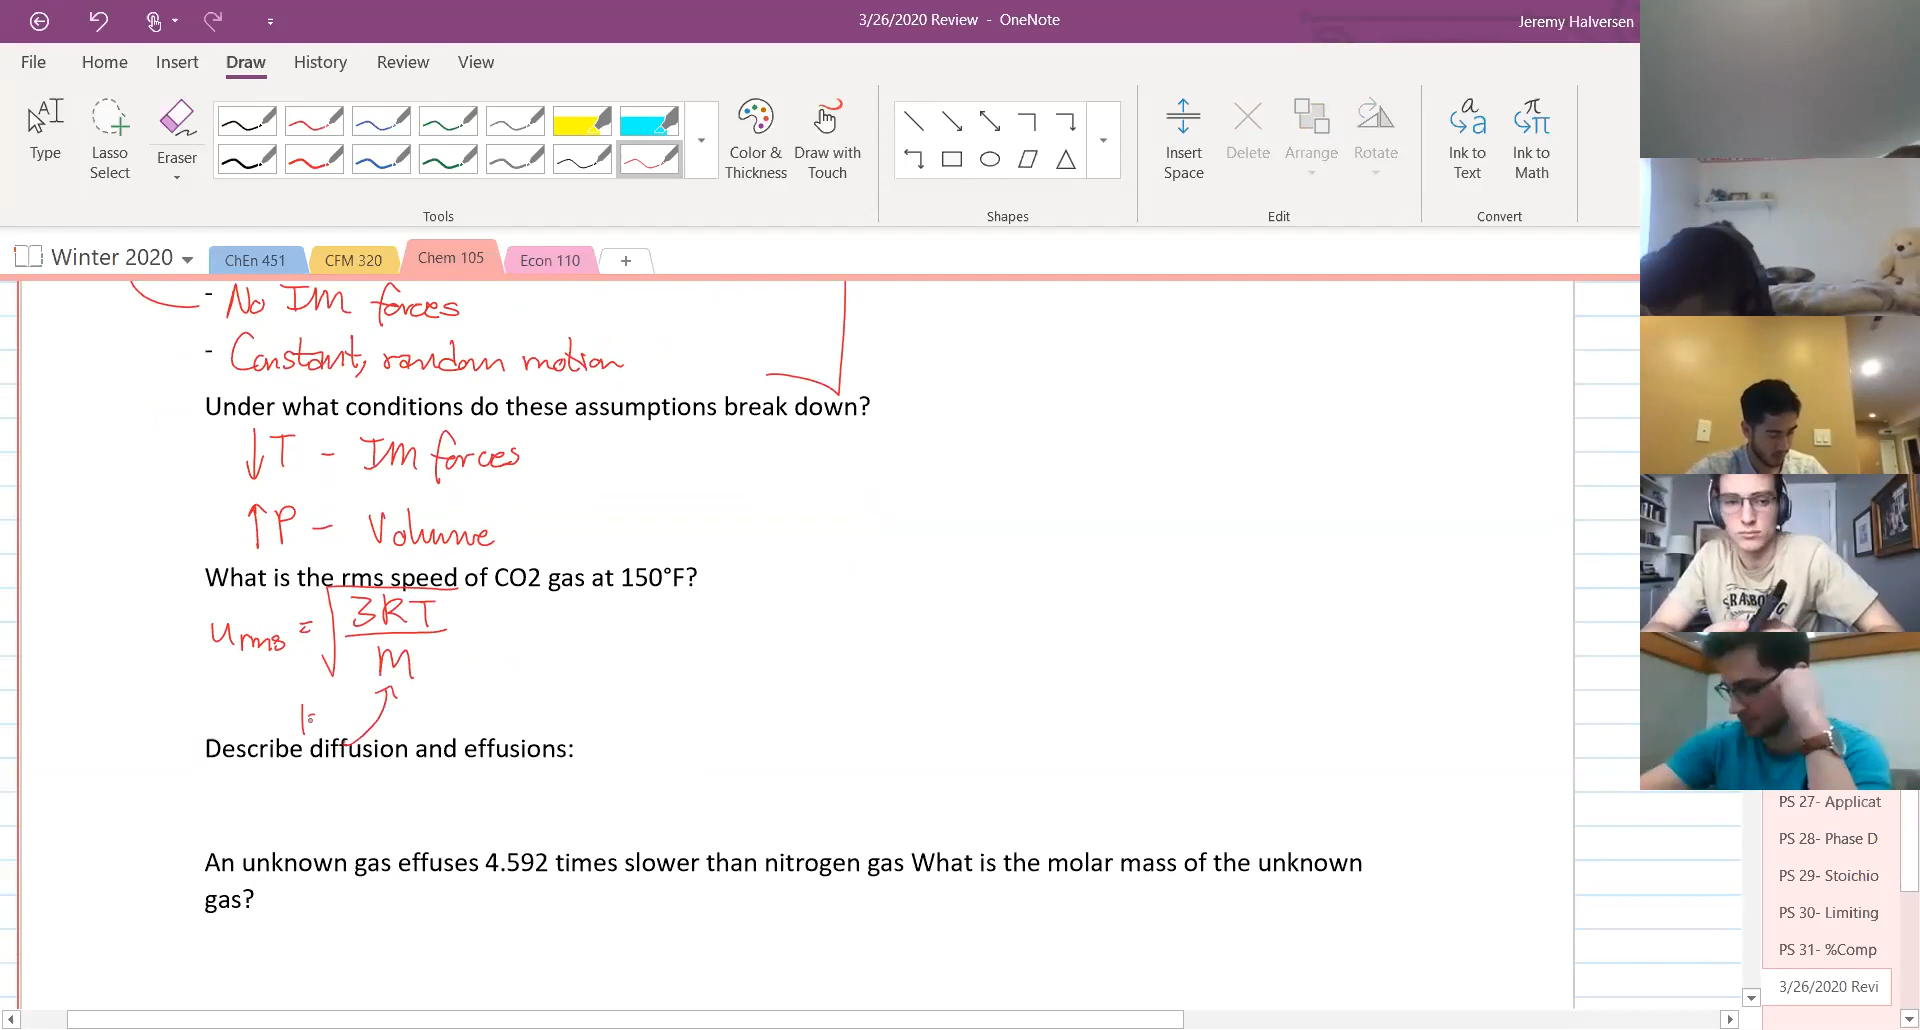 3/26/2020 Review - OneNote
Jeremy Halversen
File Home Insert Draw History Review View
Type
Lasso Select
Eraser
Color & Thickness
Draw with Touch
Insert Space
Delete
Arrange
Rotate
Ink to Text
Ink to Math
Tools
Shapes
Edit
Convert
Winter 2020
ChEn 451
CFM 320
Chem 105
Econ 110
+
- No IM forces
- Constant, random motion
Under what conditions do these assumptions break down?
↓T - IM forces
↑P - Volume
What is the rms speed of CO2 gas at 150°F?
urms = √3RT/M
Describe diffusion and effusions:
An unknown gas effuses 4.592 times slower than nitrogen gas What is the molar mass of the unknown
gas?
PS 27- Applicat
PS 28- Phase D
PS 29- Stoichio
PS 30- Limiting
PS 31- %Comp
3/26/2020 Revi